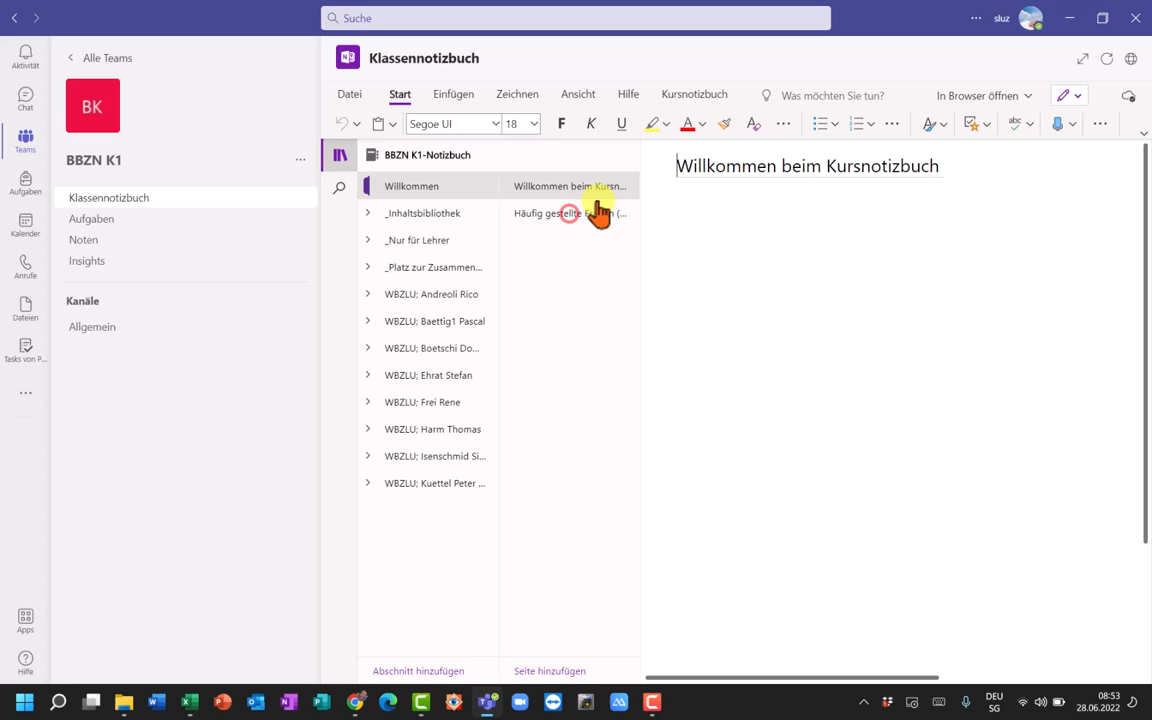 Suche
sluz
Aktivität
Chat
Teams
Aufgaben
Kalender
Anrufe
Dateien
Tasks von P...
Apps
Hilfe
Alle Teams
BK
BBZN K1
Klassennotizbuch
Aufgaben
Noten
Insights
Kanäle
Allgemein
Klassennotizbuch
Datei Start Einfügen Zeichnen Ansicht Hilfe Kursnotizbuch Was möchten Sie tun? In Browser öffnen
Segoe UI 18 F K U A
BBZN K1-Notizbuch
Willkommen
_Inhaltsbibliothek
_Nur für Lehrer
_Platz zur Zusammen...
WBZLU; Andreoli Rico
WBZLU; Baettig1 Pascal
WBZLU; Boetschi Do...
WBZLU; Ehrat Stefan
WBZLU; Frei Rene
WBZLU; Harm Thomas
WBZLU; Isenschmid Si...
WBZLU; Kuettel Peter ...
Abschnitt hinzufügen
Willkommen beim Kursn...
Häufig gestellte (...
Seite hinzufügen
Willkommen beim Kursnotizbuch
DEU
SG
08:53
28.06.2022